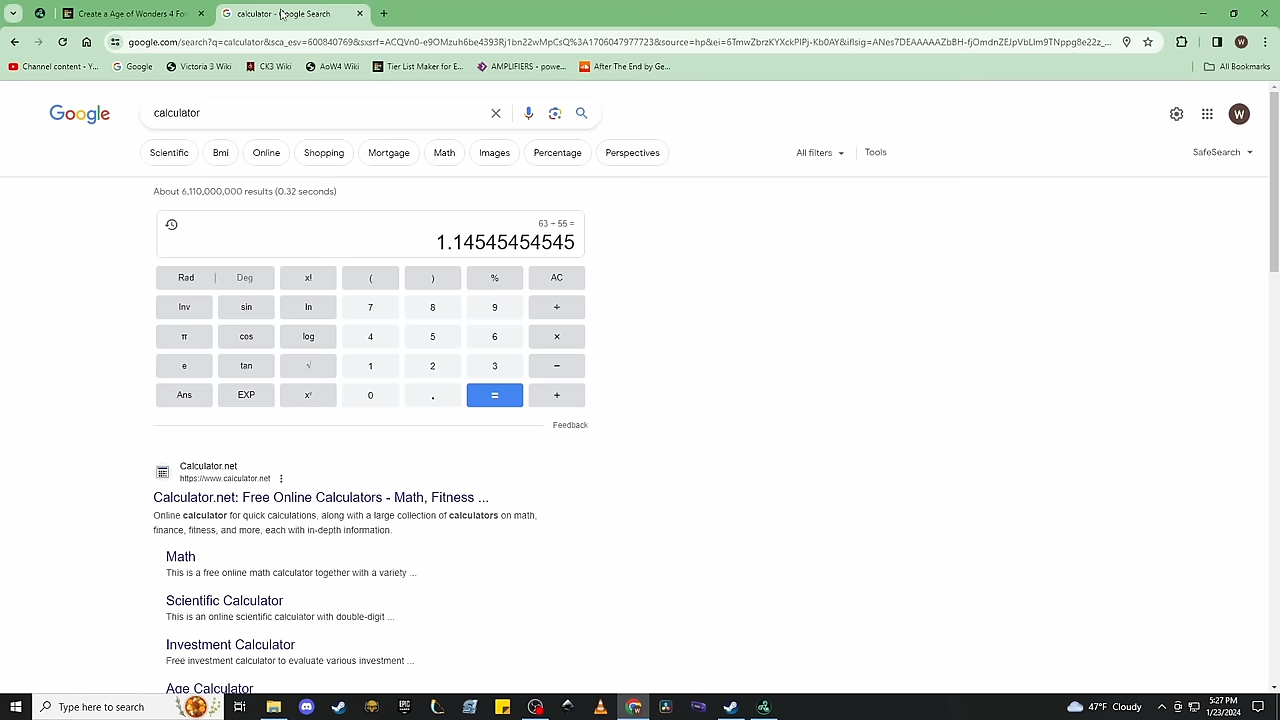 Create a Age of Wonders 4 Fo
calculator - Google Search
google.com/search?q=calculator&sca_esv=600840769&sxsrf=
Channel content - Y...
Google
Victoria 3 Wiki
CK3 Wiki
AoW4 Wiki
Tier List Maker for E...
AMPLIFIERS - powe...
After The End by Ge...
All Bookmarks
Google
calculator
W
Scientific
Bmi
Online
Shopping
Mortgage
Math
Images
Percentage
Perspectives
All filters
Tools
SafeSearch
About 6,110,000,000 results (0.32 seconds)
63 ÷ 55 =
1.14545454545
Rad | Deg x! ( ) % AC
Inv sin ln 7 8 9 ÷
π cos log 4 5 6 ×
e tan √ 1 2 3 −
Ans EXP xʸ 0 . = +
Feedback
Calculator.net
https://www.calculator.net
Calculator.net: Free Online Calculators - Math, Fitness ...
Online calculator for quick calculations, along with a large collection of calculators on math,
finance, fitness, and more, each with in-depth information.
Math
This is a free online math calculator together with a variety ...
Scientific Calculator
This is an online scientific calculator with double-digit ...
Investment Calculator
Free investment calculator to evaluate various investment ...
Age Calculator
Type here to search
EPIC
47°F Cloudy
5:27 PM
1/23/2024